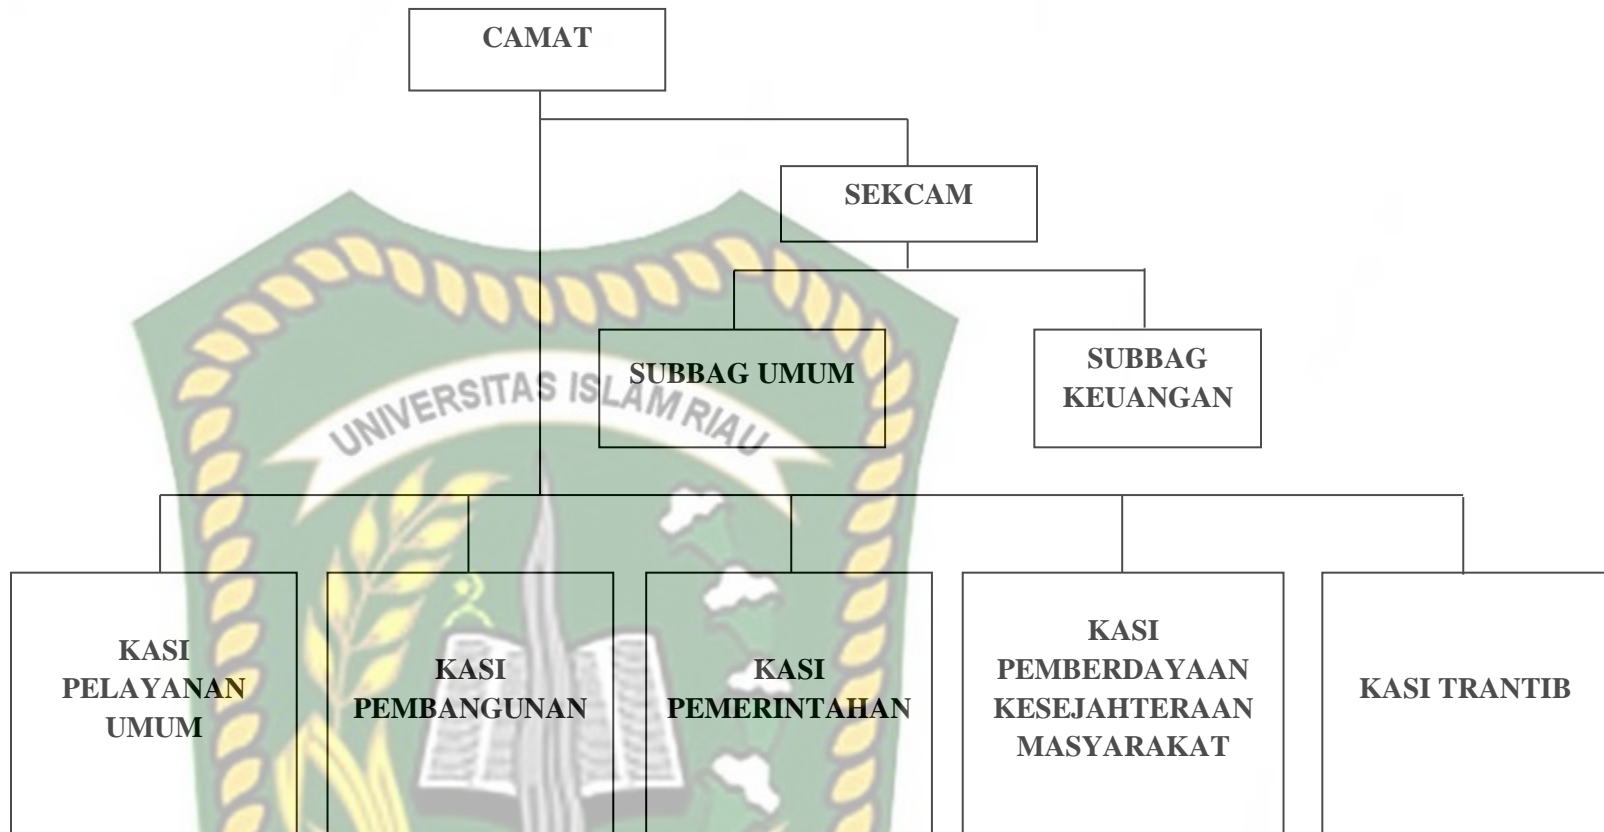 CAMAT
SEKCAM
SUBBAG UMUM
SUBBAG
KEUANGAN
UNIVERSITAS ISLAM RIAU
KASI
PELAYANAN
UMUM
KASI
PEMBANGUNAN
KASI
PEMERINTAHAN
KASI
PEMBERDAYAAN
KESEJAHTERAAN
MASYARAKAT
KASI TRANTIB